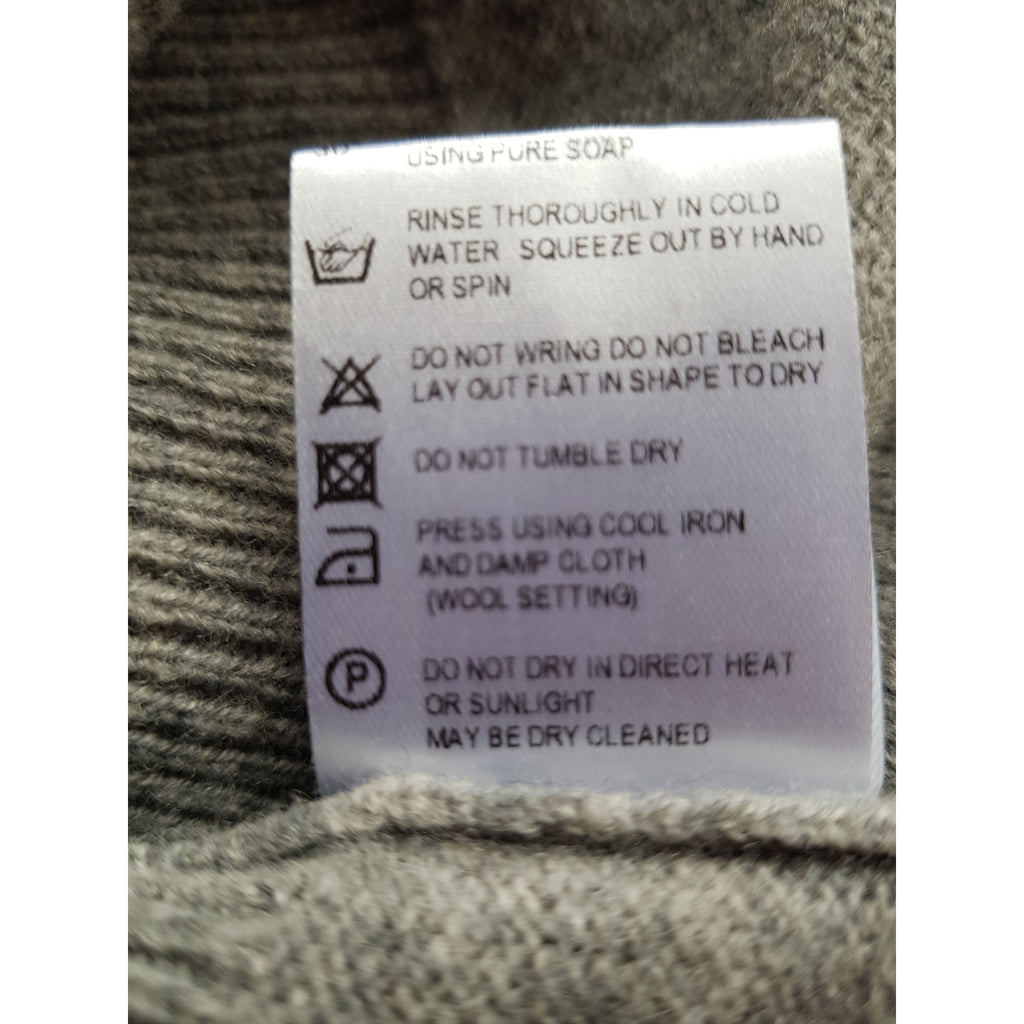 USING PURE SOAP
RINSE THOROUGHLY IN COLD
WATER SQUEEZE OUT BY HAND
OR SPIN
DO NOT WRING DO NOT BLEACH
LAY OUT FLAT IN SHAPE TO DRY
DO NOT TUMBLE DRY
PRESS USING COOL IRON
AND DAMP CLOTH
(WOOL SETTING)
P
DO NOT DRY IN DIRECT HEAT
OR SUNLIGHT
MAY BE DRY CLEANED